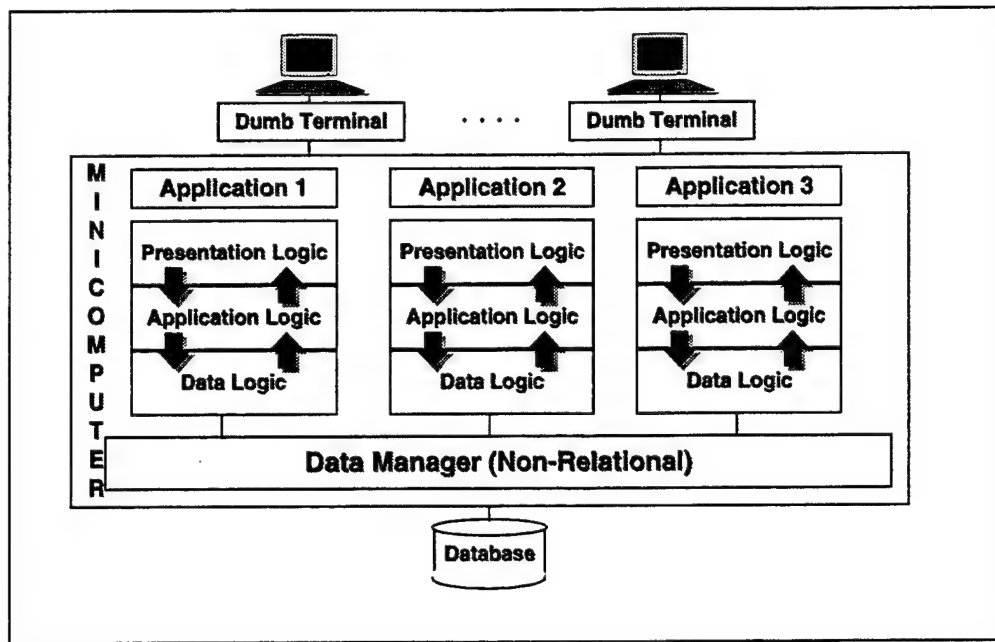 Dumb Terminal
. . . .
Dumb Terminal
MINICOMPUTER
Application 1
Application 2
Application 3
Presentation Logic
Application Logic
Data Logic
Presentation Logic
Application Logic
Data Logic
Presentation Logic
Application Logic
Data Logic
Data Manager (Non-Relational)
Database